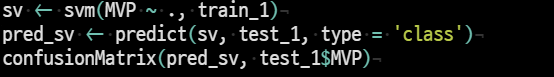 sv <- svm(MVP ~ ., train_1)¬
pred_sv <- predict(sv, test_1, type = 'class')¬
confusionMatrix(pred_sv, test_1$MVP)¬